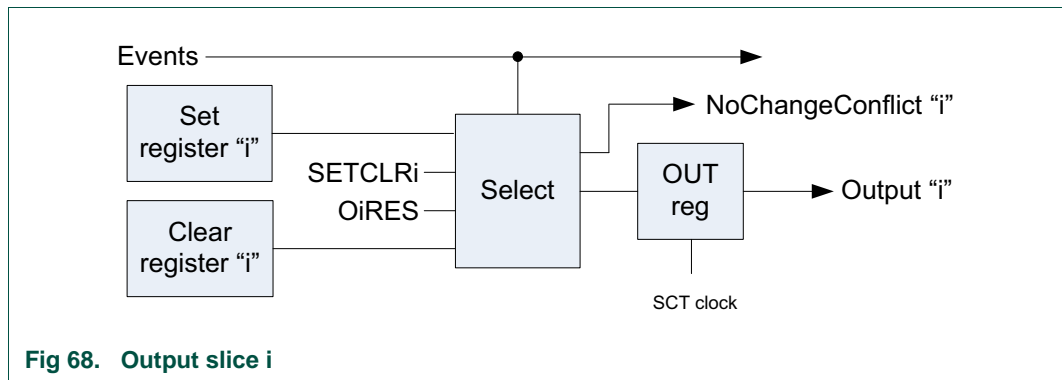 Events
Set
register “i”
NoChangeConflict “i”
SETCLRi
OiRES
Select
OUT
reg
Output “i”
Clear
register “i”
SCT clock
Fig 68. Output slice i